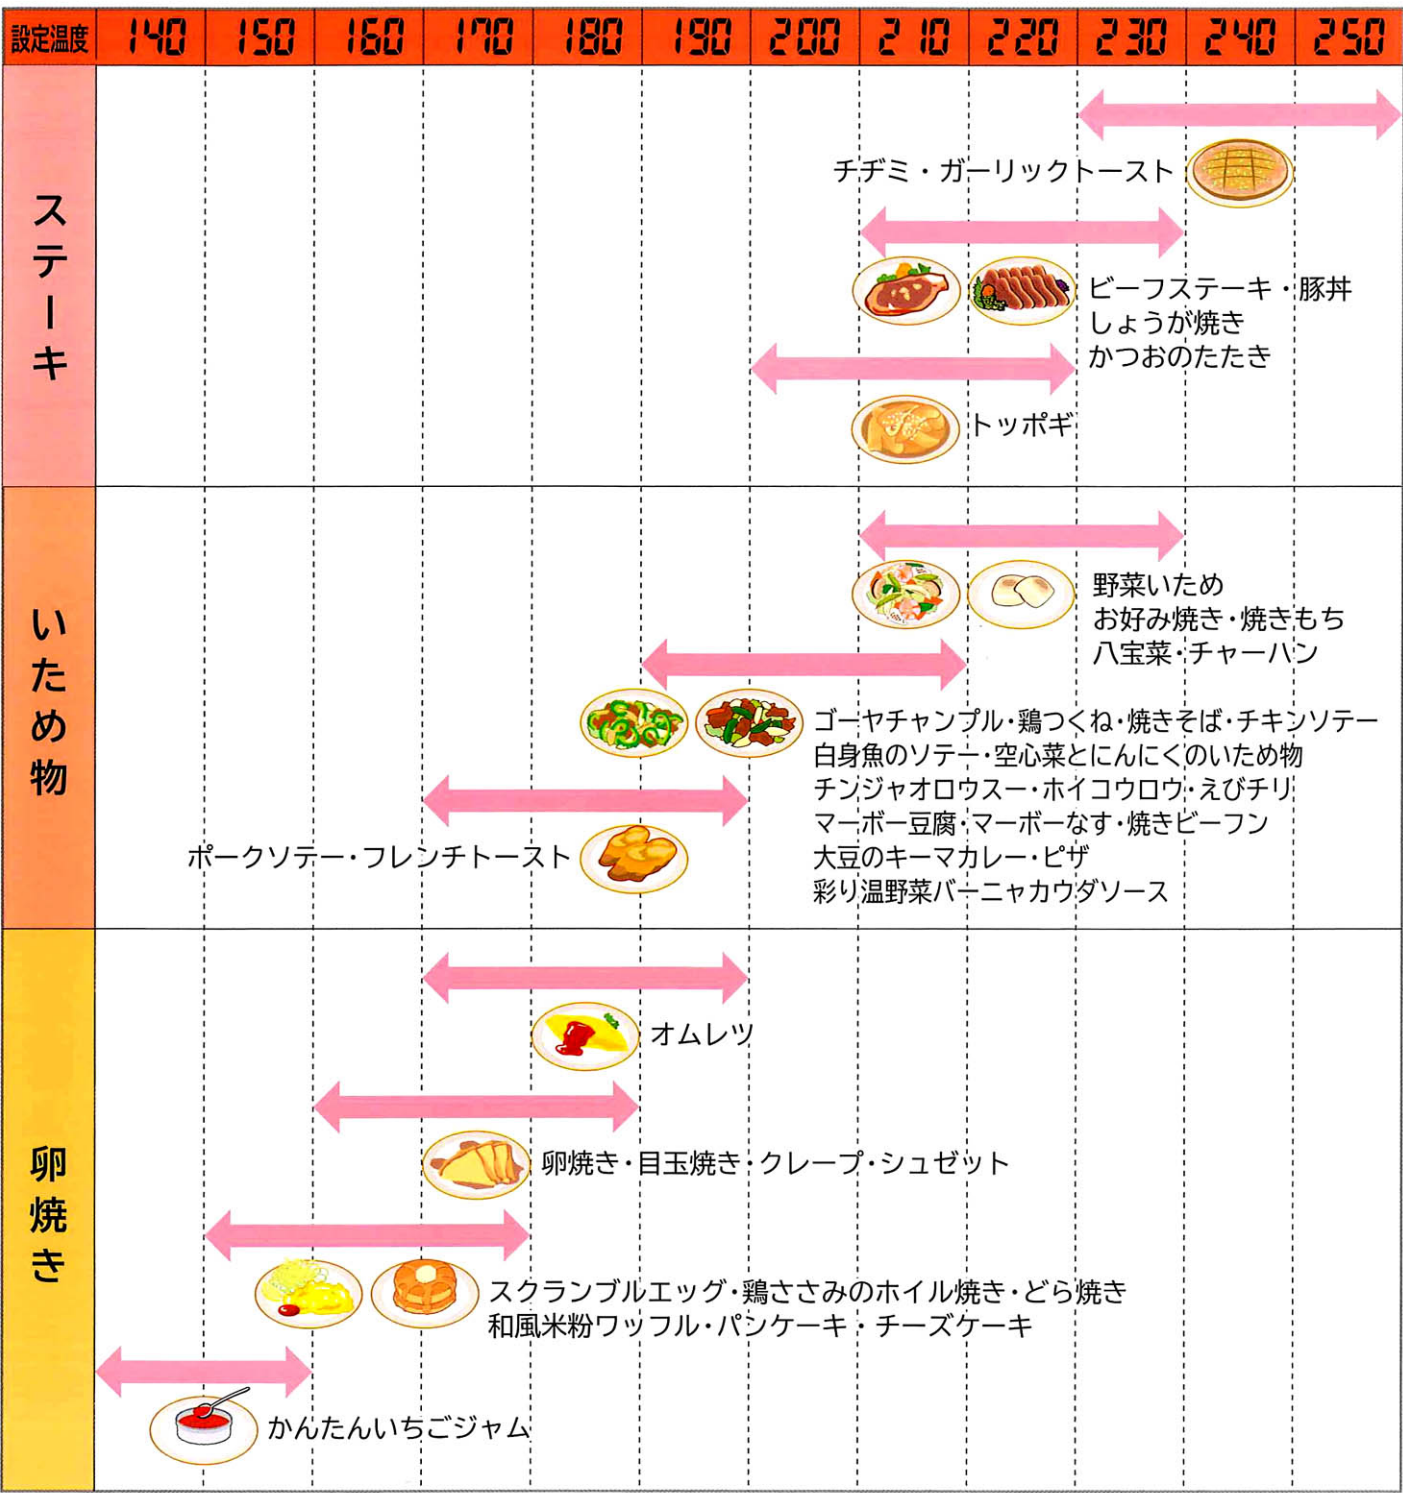 設定温度 140 150 160 170 180 190 200 210 220 230 240 250
ステーキ
チヂミ・ガーリックトースト
ビーフステーキ・豚丼
しょうが焼き
かつおのたたき
トッポギ
いため物
野菜いため
お好み焼き・焼きもち
八宝菜・チャーハン
ゴーヤチャンプル・鶏つくね・焼きそば・チキンソテー
白身魚のソテー・空心菜とにんにくのいため物
チンジャオロウスー・ホイコウロウ・えびチリ
マーボー豆腐・マーボーなす・焼きビーフン
大豆のキーマカレー・ピザ
彩り温野菜バーニャカウダソース
ポークソテー・フレンチトースト
卵焼き
オムレツ
卵焼き・目玉焼き・クレープ・シュゼット
スクランブルエッグ・鶏ささみのホイル焼き・どら焼き
和風米粉ワッフル・パンケーキ・チーズケーキ
かんたんいちごジャム